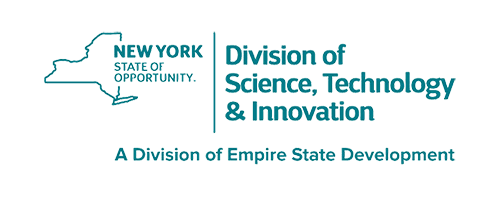 NEW YORK
STATE OF
OPPORTUNITY.
Division of
Science, Technology
& Innovation
A Division of Empire State Development